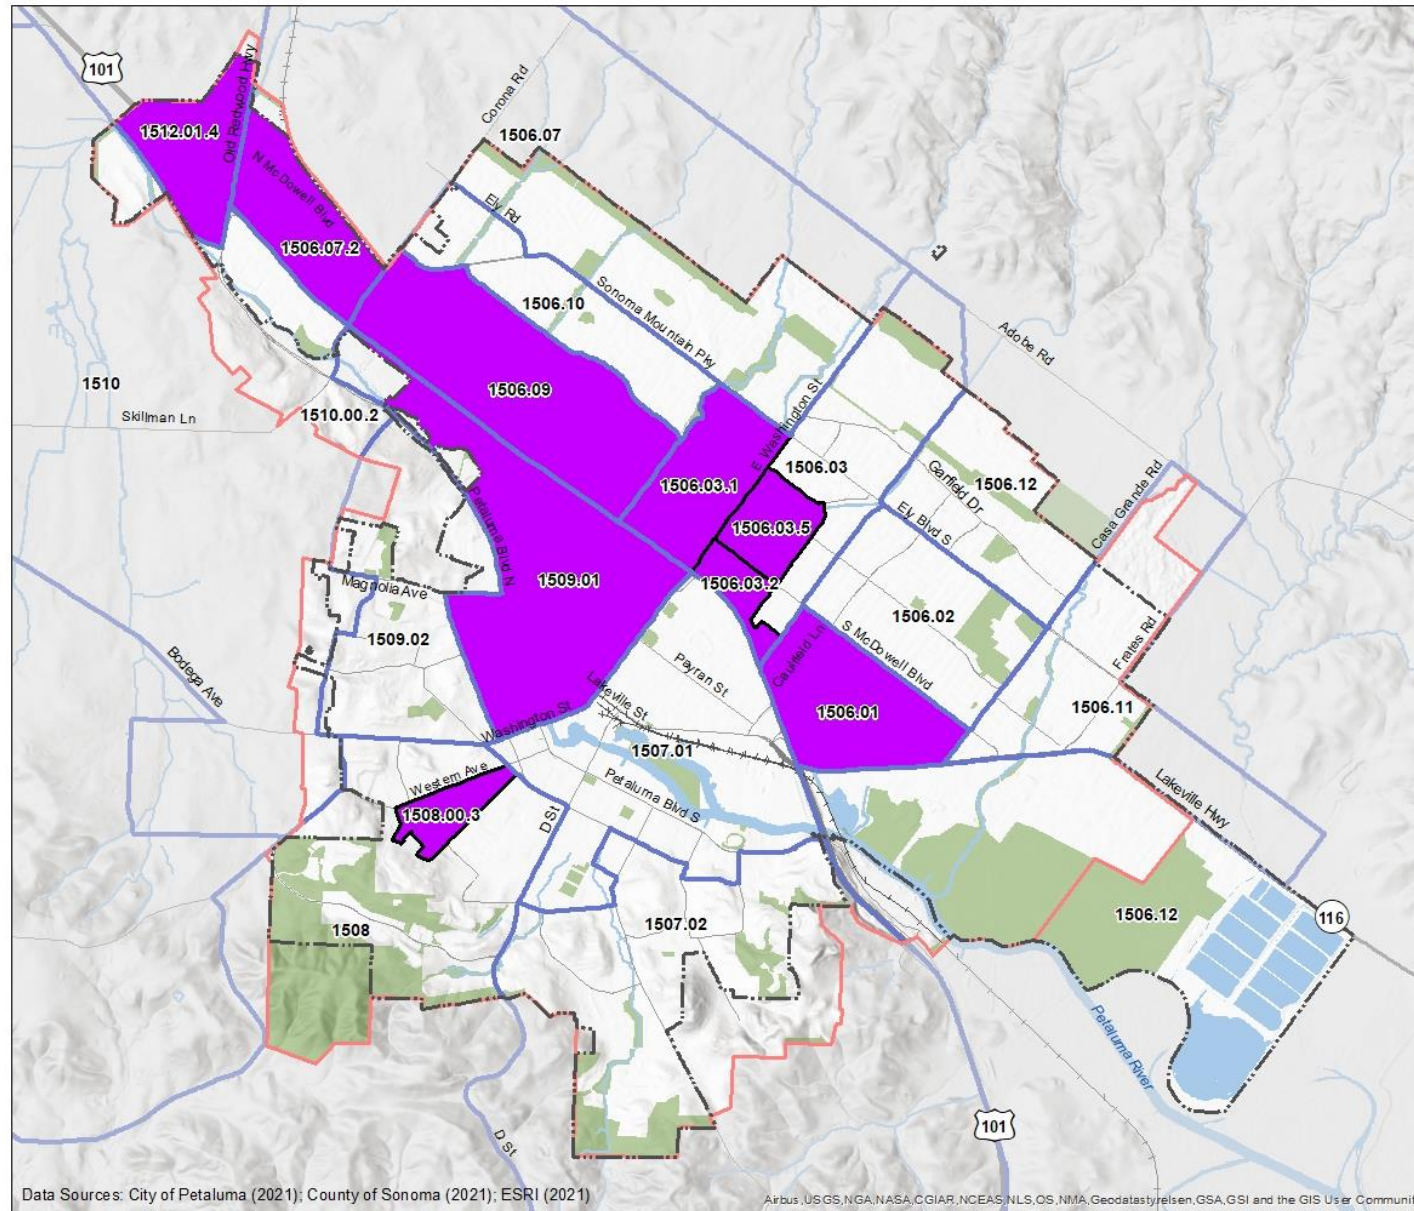 101
Old Redwood Hwy
1512.01.4
Corona Rd
1506.07
N McDowell Blvd
Ely Rd
1506.07.2
1506.10
Sonoma Mountain Pky
Adobe Rd
1510
1506.09
Skillman Ln
1510.00.2
E Washington St
1506.03
1506.03.1
Garfield Dr
1506.12
Casa Grande Rd
Petaluma Blvd N
1506.03.5
Ely Blvd S
1509.01
1506.03.2
Magnolia Ave
1509.02
1506.02
S McDowell Blvd
Caulfield Ln
Frates Rd
Bodega Ave
Payran St
Lakeville St
1506.01
1506.11
Washington St
1507.01
Western Ave
Petaluma Blvd S
Lakeville Hwy
1508.00.3
D St
1508
1507.02
1506.12
116
Petaluma River
101
D St
Data Sources: City of Petaluma (2021); County of Sonoma (2021); ESRI (2021)
Airbus,USGS,NGA,NASA,CGIAR,NCEAS,NLS,OS,NMA,Geodatastyrelsen,GSA,GSI and the GIS User Communit